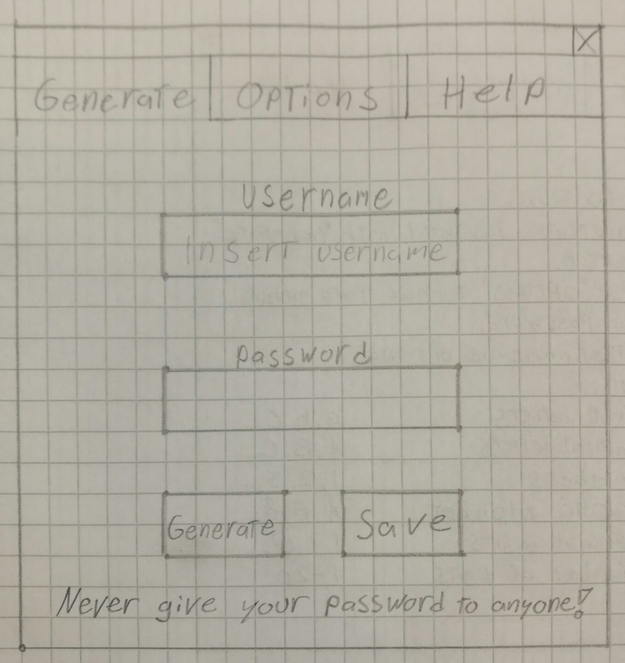 X
Generate Options Help
Username
Insert username
password
Generate Save
Never give your password to anyone!